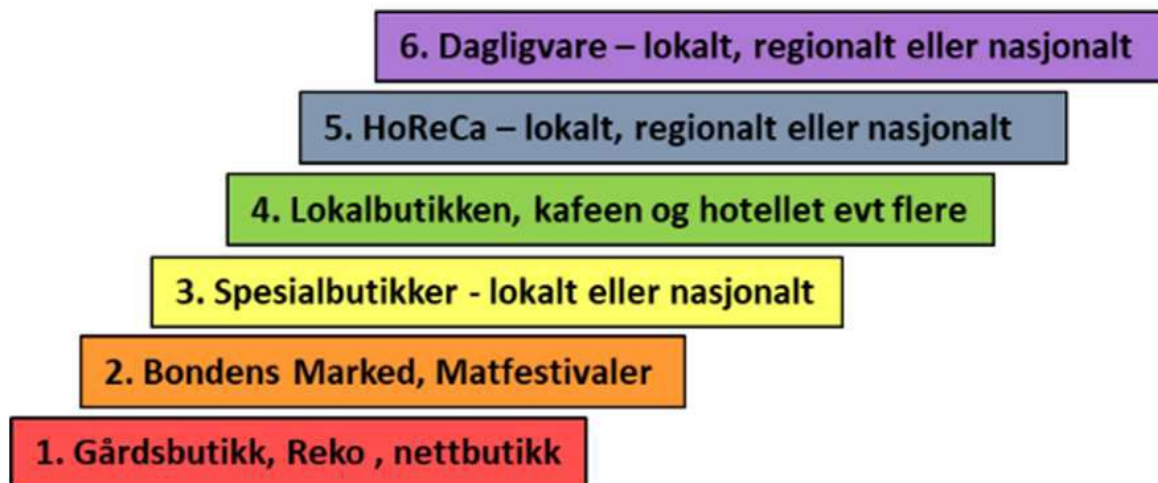 6. Dagligvare – lokalt, regionalt eller nasjonalt
5. HoReCa – lokalt, regionalt eller nasjonalt
4. Lokalbutikken, kafeen og hotellet evt flere
3. Spesialbutikker - lokalt eller nasjonalt
2. Bondens Marked, Matfestivaler
1. Gårdsbutikk, Reko , nettbutikk